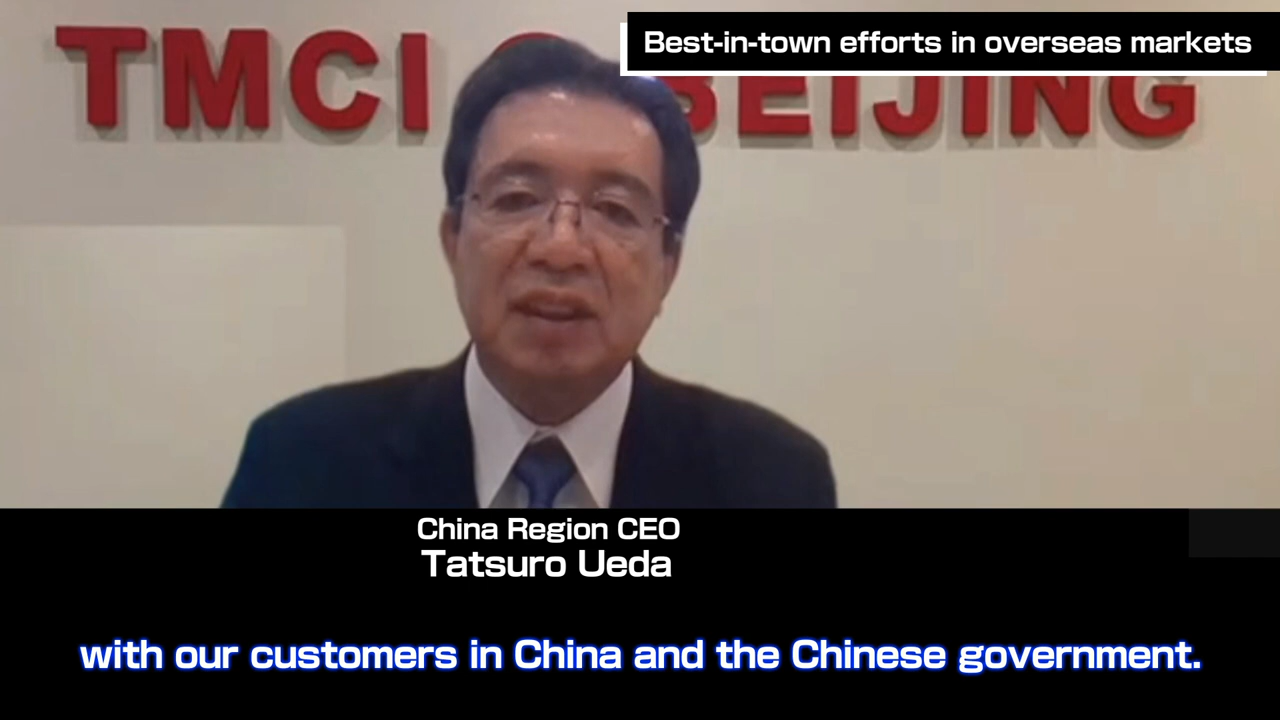 Best-in-town efforts in overseas markets
TMCI BEIJING
China Region CEO
Tatsuro Ueda
with our customers in China and the Chinese government.